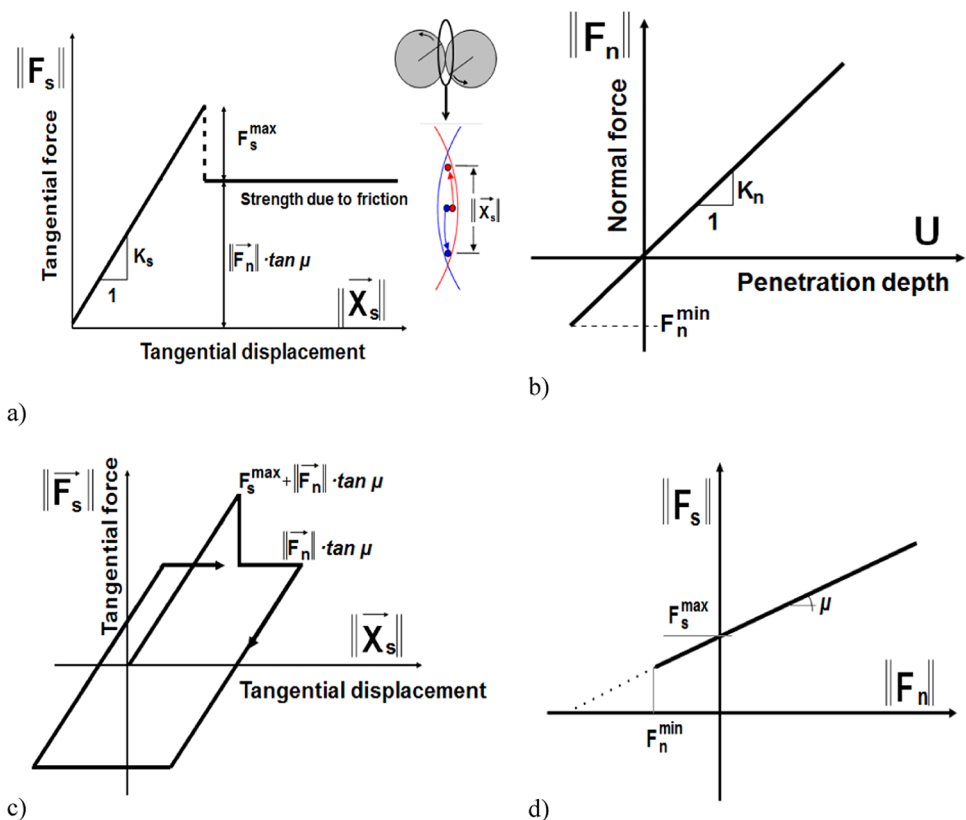 ||Fs||
Tangential force
Fs^max
Strength due to friction
Ks
1
||Fn|| ·tan μ
||Xs||
Tangential displacement
||Xs||
a)
||Fn||
Normal force
Kn
1
U
Penetration depth
Fn^min
b)
||Fs||
Tangential force
Fs^max+||Fn|| ·tan μ
||Fn|| ·tan μ
||Xs||
Tangential displacement
c)
||Fs||
Fs^max
μ
||Fn||
Fn^min
d)